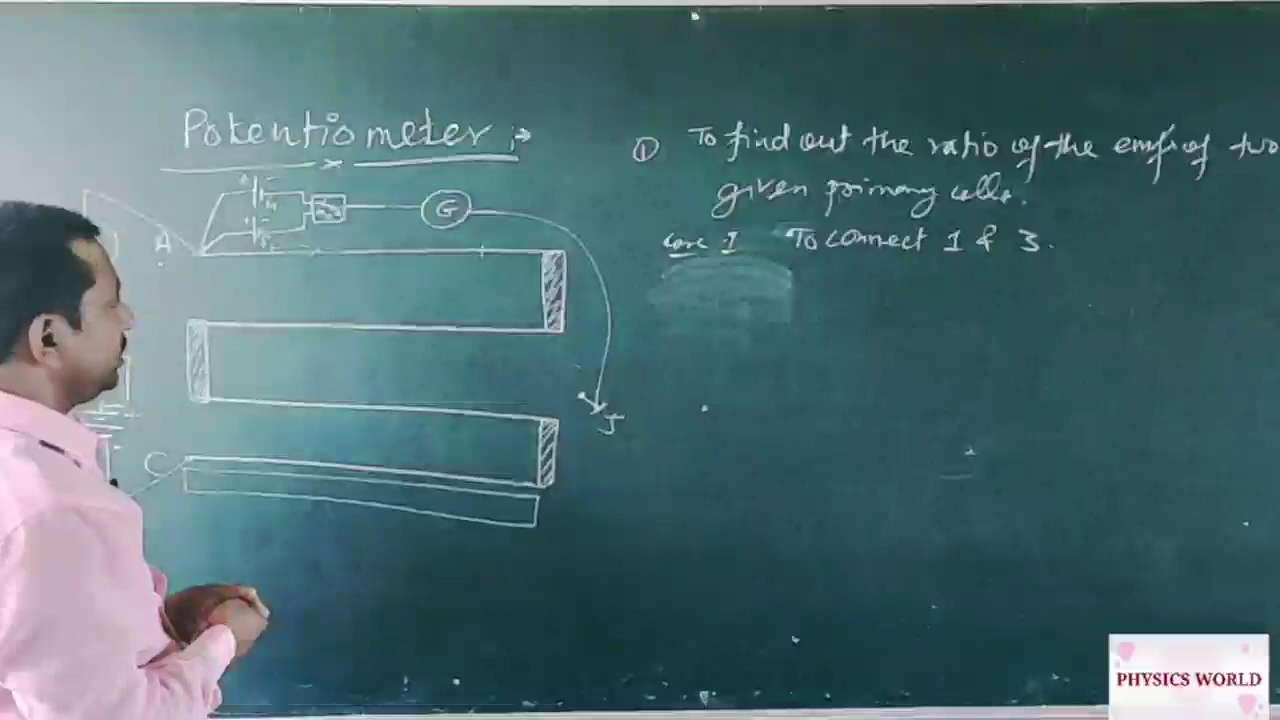 Potentiometer :→
① To find out the ratio of the emfs of two
given primary cells.
Case I To connect 1 & 3.
A
G
J
C
PHYSICS WORLD